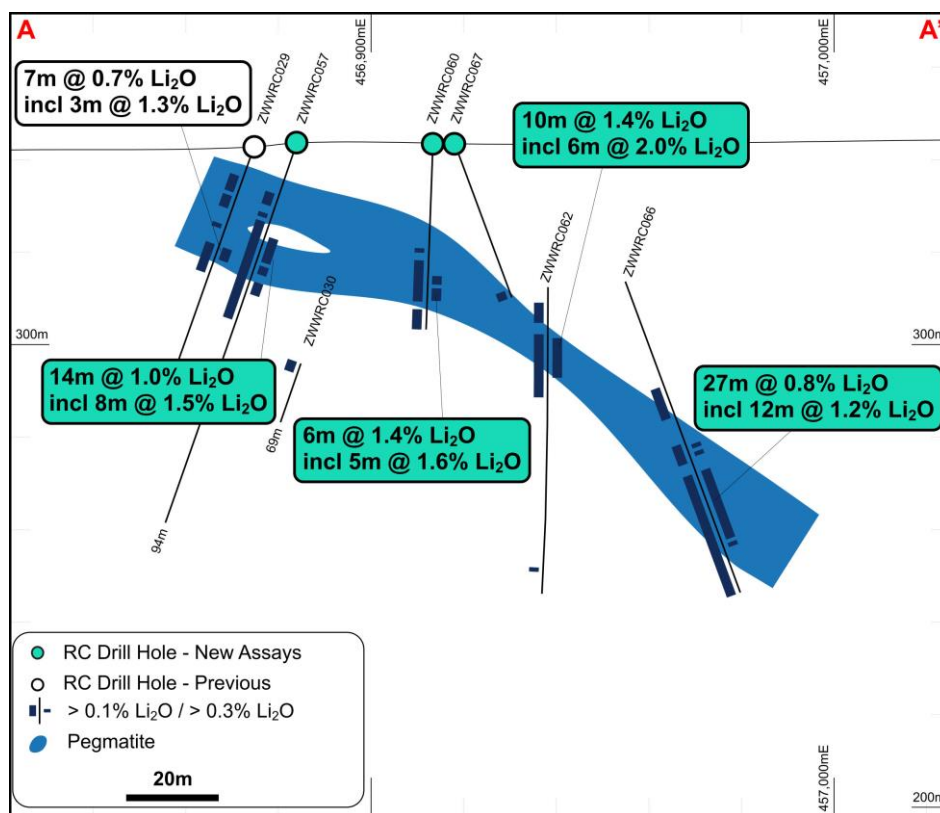 A
A'
456,900mE
457,000mE
ZWWRC029
ZWWRC057
ZWWRC060
ZWWRC067
7m @ 0.7% Li₂O
incl 3m @ 1.3% Li₂O
10m @ 1.4% Li₂O
incl 6m @ 2.0% Li₂O
ZWWRC062
ZWWRC066
ZWWRC030
300m
300m
14m @ 1.0% Li₂O
incl 8m @ 1.5% Li₂O
27m @ 0.8% Li₂O
incl 12m @ 1.2% Li₂O
6m @ 1.4% Li₂O
incl 5m @ 1.6% Li₂O
69m
94m
RC Drill Hole - New Assays
RC Drill Hole - Previous
> 0.1% Li₂O / > 0.3% Li₂O
Pegmatite
20m
456,900mE
457,000mE
200m